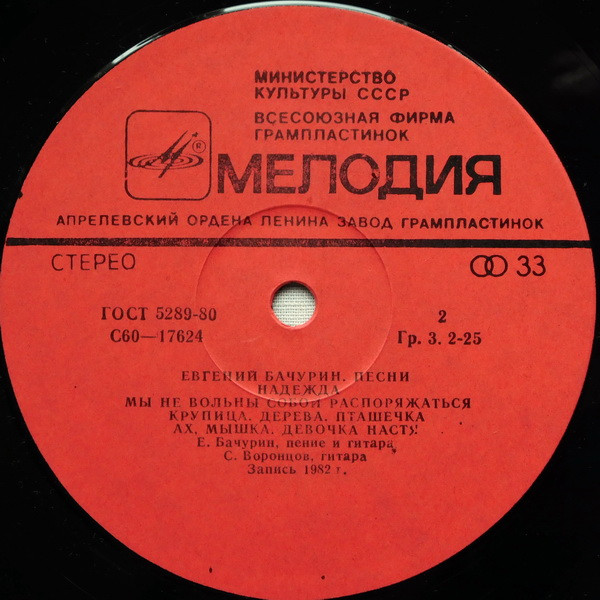 МИНИСТЕРСТВО
КУЛЬТУРЫ СССР
ВСЕСОЮЗНАЯ ФИРМА
ГРАМПЛАСТИНОК
®
МЕЛОДИЯ
АПРЕЛЕВСКИЙ ОРДЕНА ЛЕНИНА ЗАВОД ГРАМПЛАСТИНОК
СТЕРЕО
33
ГОСТ 5289-80
2
С60—17624
Гр. 3. 2-25
ЕВГЕНИЙ БАЧУРИН. ПЕСНИ
НАДЕЖДА
МЫ НЕ ВОЛЬНЫ СОБОЙ РАСПОРЯЖАТЬСЯ
КРУПИЦА. ДЕРЕВА. ПТАШЕЧКА
АХ, МЫШКА. ДЕВОЧКА НАСТЯ
Е. Бачурин, пение и гитара
С. Воронцов, гитара
Запись 1982 г.